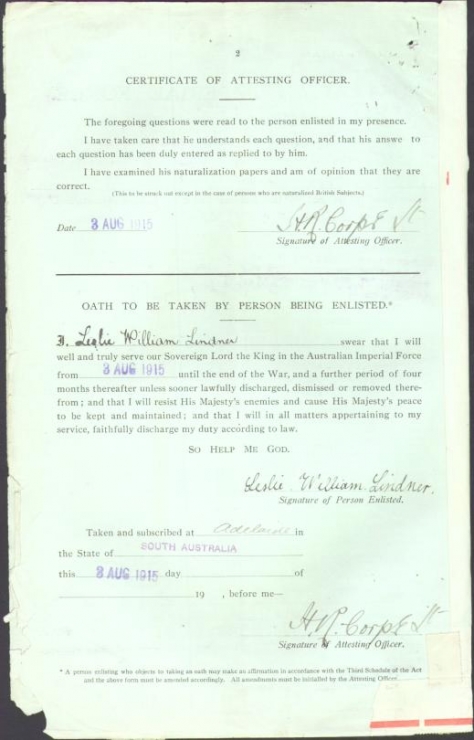 2
CERTIFICATE OF ATTESTING OFFICER.
The foregoing questions were read to the person enlisted in my presence.
I have taken care that he understands each question, and that his answe to
each question has been duly entered as replied to by him.
I have examined his naturalization papers and am of opinion that they are
correct.
(This to be struck out except in the case of persons who are naturalized British Subjects.)
Date 3 AUG 1915 H.R. Corpe Lt
Signature of Attesting Officer.
OATH TO BE TAKEN BY PERSON BEING ENLISTED.*
I, Leslie William Lindner swear that I will
well and truly serve our Sovereign Lord the King in the Australian Imperial Force
from 3 AUG 1915 until the end of the War, and a further period of four
months thereafter unless sooner lawfully discharged, dismissed or removed there-
from; and that I will resist His Majesty's enemies and cause His Majesty's peace
to be kept and maintained; and that I will in all matters appertaining to my
service, faithfully discharge my duty according to law.
SO HELP ME GOD.
Leslie William Lindner.
Signature of Person Enlisted.
Taken and subscribed at Adelaide in
the State of SOUTH AUSTRALIA
this 3 AUG 1915 day of
19 , before me—
H.R. Corpe Lt
Signature of Attesting Officer.
* A person enlisting who objects to taking an oath may make an affirmation in accordance with the Third Schedule of the Act
and the above form must be amended accordingly. All amendments must be initialled by the Attesting Officer